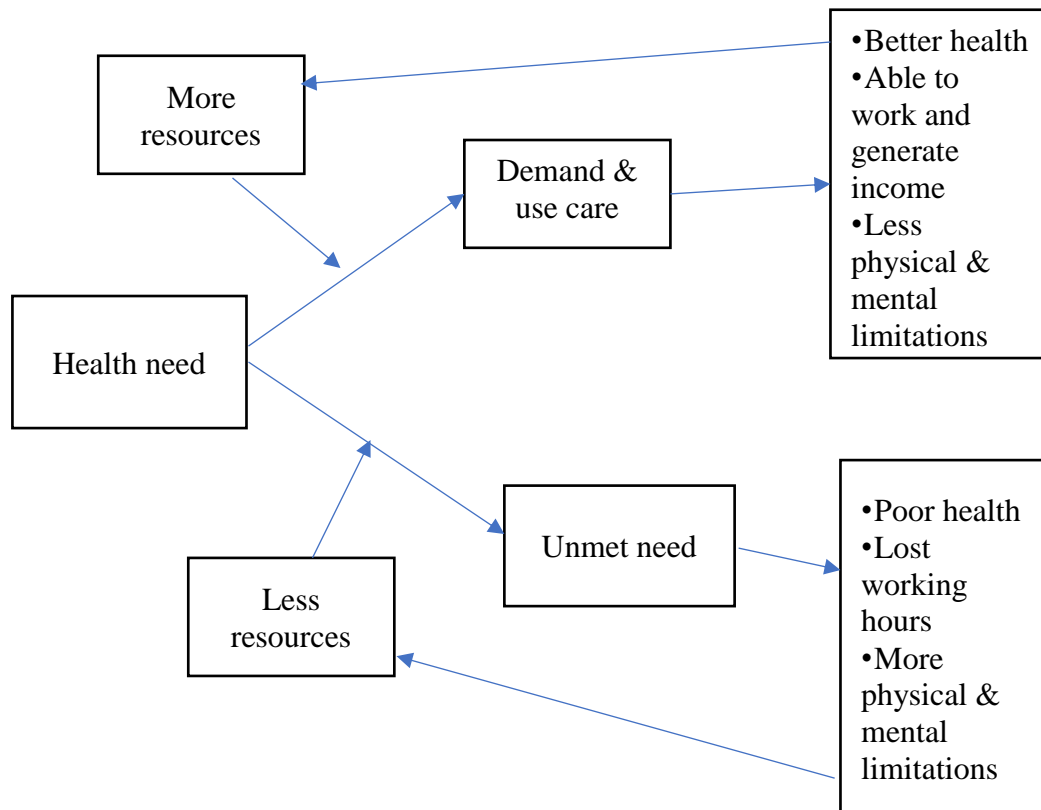 More
resources
Demand &
use care
•Better health
•Able to
work and
generate
income
•Less
physical &
mental
limitations
Health need
Unmet need
Less
resources
•Poor health
•Lost
working
hours
•More
physical &
mental
limitations